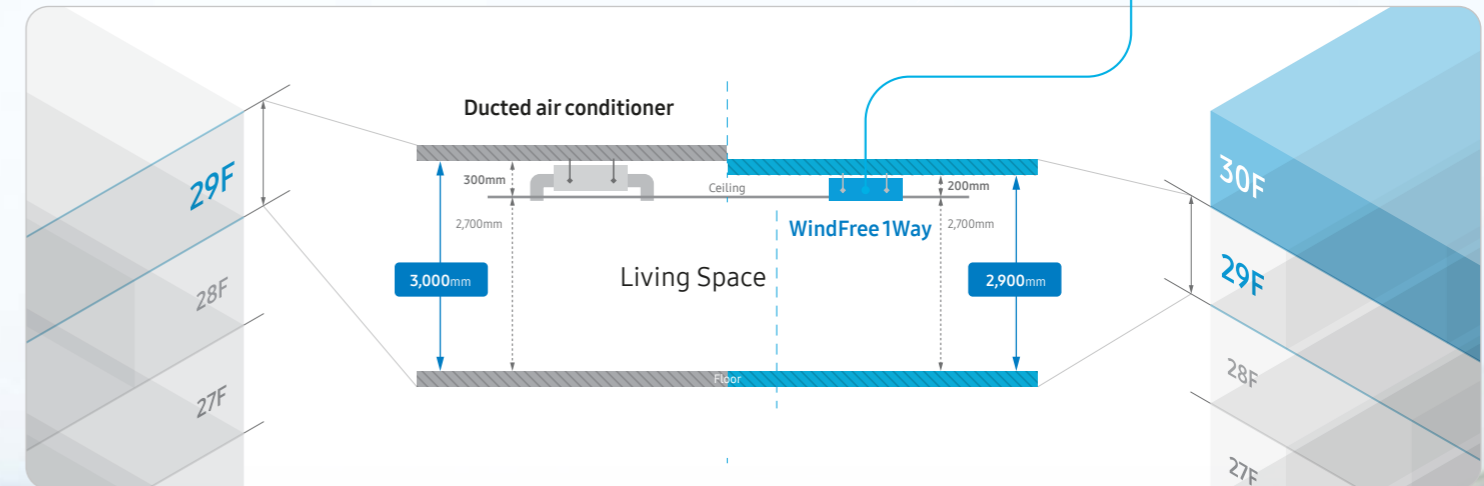 Ducted air conditioner
29F
28F
27F
300mm
2,700mm
3,000mm
Ceiling
Living Space
Floor
WindFree 1Way
200mm
2,700mm
2,900mm
30F
29F
28F
27F